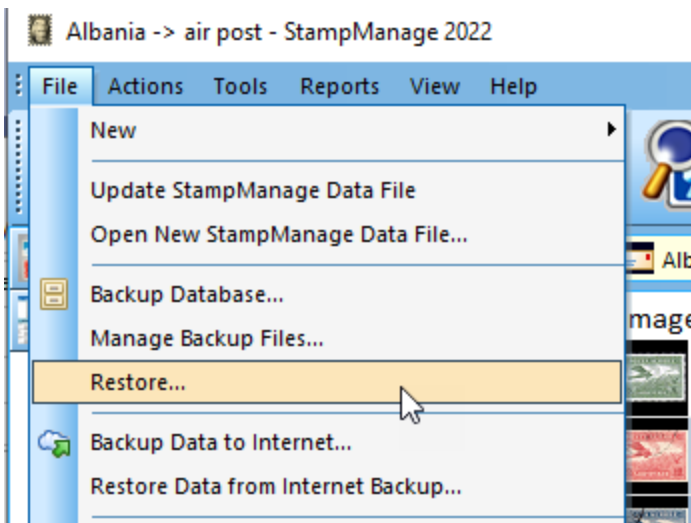 Albania -> air post - StampManage 2022
File Actions Tools Reports View Help
New
Update StampManage Data File
Open New StampManage Data File...
Alb
Backup Database...
Manage Backup Files...
mage
Restore...
Backup Data to Internet...
Restore Data from Internet Backup...